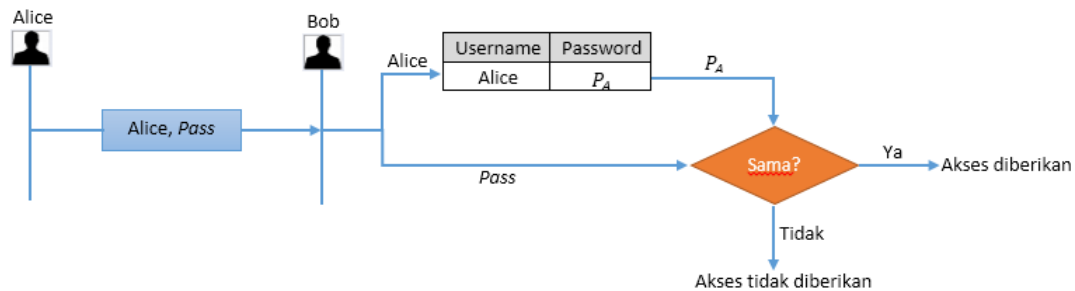 Alice
Bob
Alice, Pass
Alice
Username Password
Alice P_A
P_A
Pass
Sama?
Ya
Akses diberikan
Tidak
Akses tidak diberikan